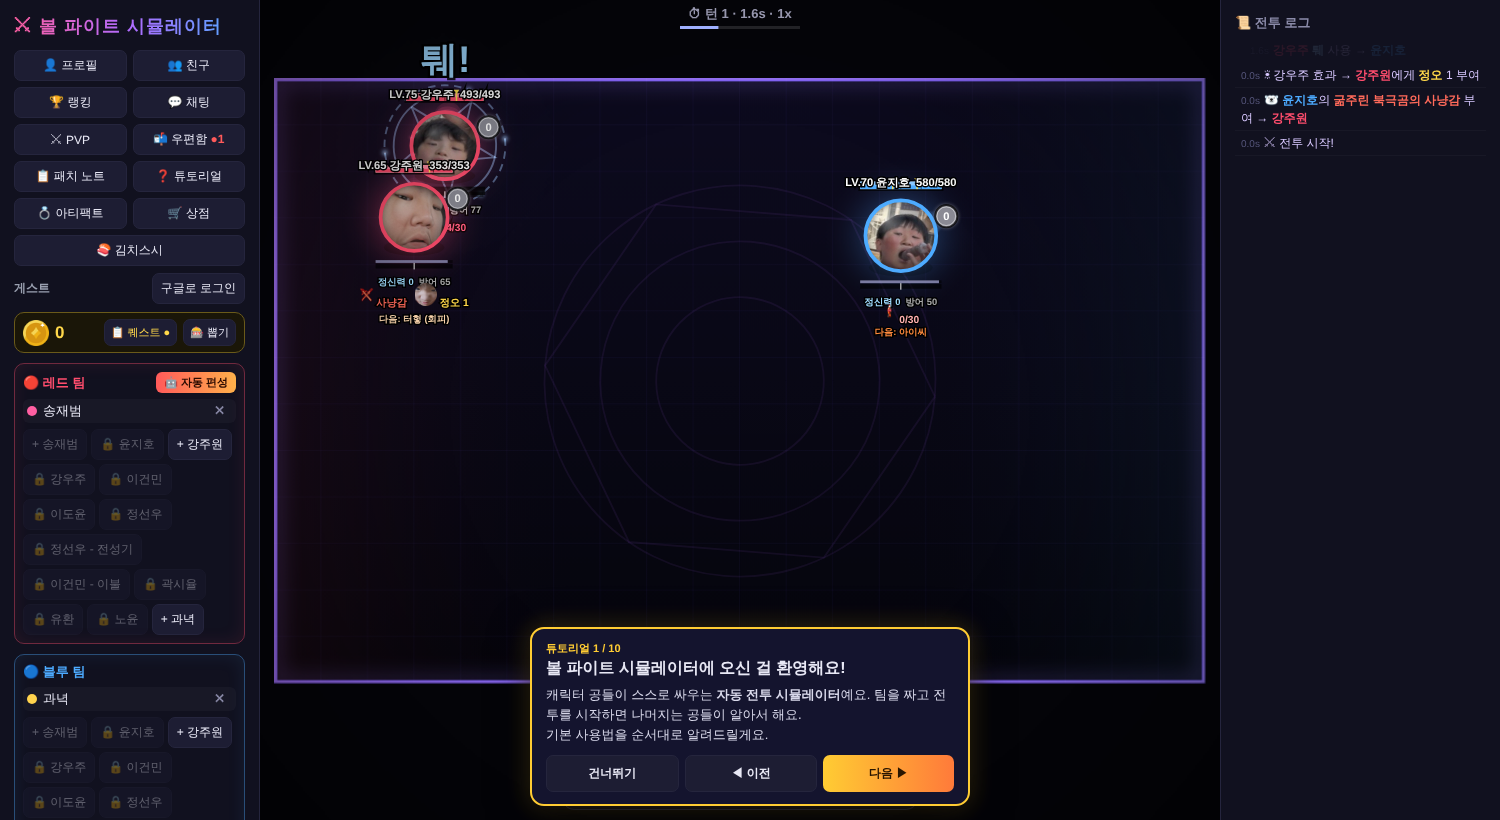 ⚔ 볼 파이트 시뮬레이터
👤 프로필
👥 친구
🏆 랭킹
💬 채팅
⚔ PVP
📬 우편함 ●1
📋 패치 노트
❓ 튜토리얼
💍 아티팩트
🛒 상점
🍣 김치스시
게스트
구글로 로그인
0
📋 퀘스트 ●
🎰 뽑기
🔴 레드 팀
🤖 자동 편성
송재범 ✕
+ 송재범
🔒 윤지호
+ 강주원
🔒 강우주
🔒 이건민
🔒 이도윤
🔒 정선우
🔒 정선우 - 전성기
🔒 이건민 - 이불
🔒 곽시율
🔒 유환
🔒 노윤
+ 과녁
🔵 블루 팀
과녁 ✕
+ 송재범
🔒 윤지호
+ 강주원
🔒 강우주
🔒 이건민
🔒 이도윤
🔒 정선우
⏱ 턴 1 · 1.6s · 1x
퉤!
LV.75 강우주 493/493
0
LV.65 강주원 353/353
0
방어 77
4/30
정신력 0 방어 65
사냥감
정오 1
다음: 터헣 (회피)
LV.70 윤지호 580/580
0
정신력 0 방어 50
0/30
다음: 아이씨
튜토리얼 1 / 10
볼 파이트 시뮬레이터에 오신 걸 환영해요!
캐릭터 공들이 스스로 싸우는 자동 전투 시뮬레이터예요. 팀을 짜고 전
투를 시작하면 나머지는 공들이 알아서 해요.
기본 사용법을 순서대로 알려드릴게요.
건너뛰기
◀ 이전
다음 ▶
📜 전투 로그
강우주 퉤 사용 → 윤지호
0.0s ☀ 강우주 효과 → 강주원에게 정오 1 부여
0.0s 🐻‍❄️ 윤지호의 굶주린 북극곰의 사냥감 부
여 → 강주원
0.0s ⚔ 전투 시작!